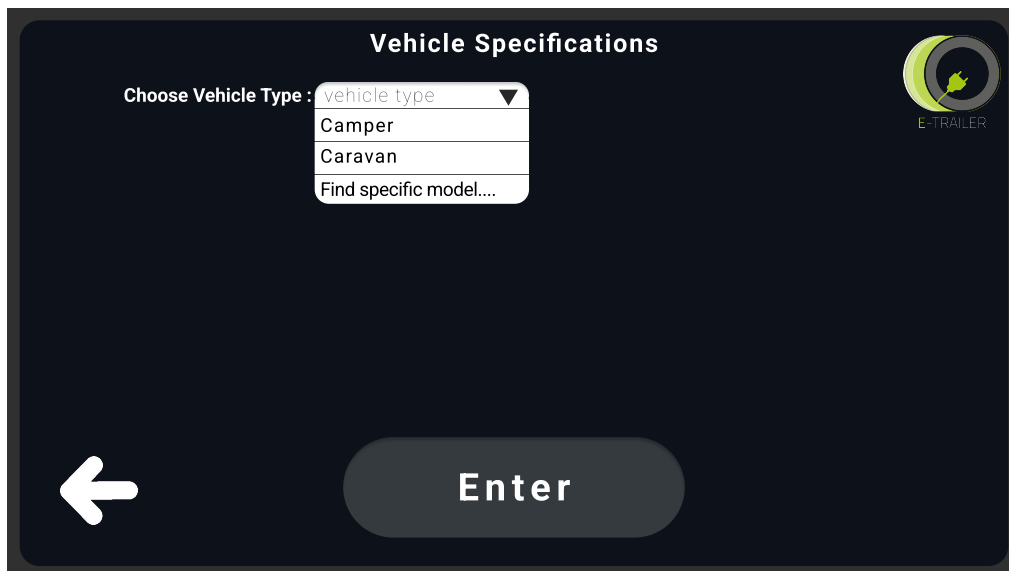 Vehicle Specifications
Choose Vehicle Type : vehicle type
Camper
Caravan
Find specific model....
E-TRAILER
Enter